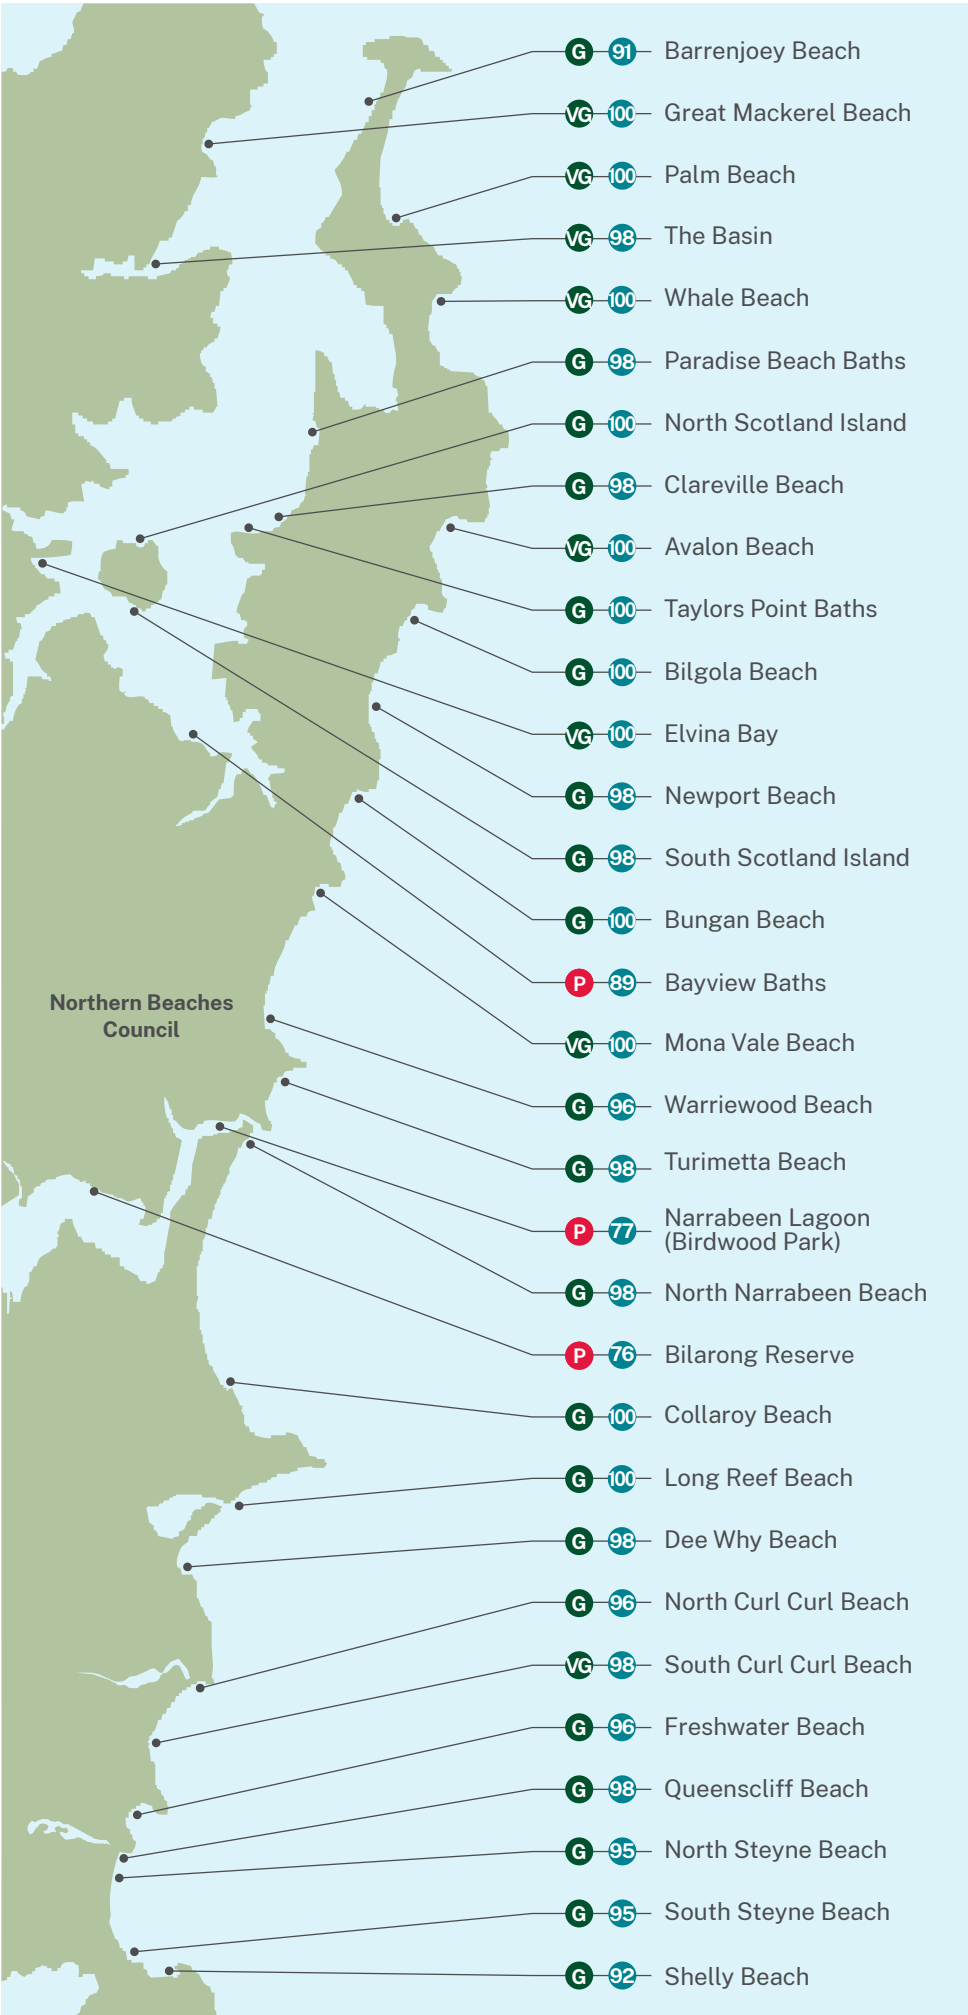 G 91 Barrenjoey Beach
VG 100 Great Mackerel Beach
VG 100 Palm Beach
VG 98 The Basin
VG 100 Whale Beach
G 98 Paradise Beach Baths
G 100 North Scotland Island
G 98 Clareville Beach
VG 100 Avalon Beach
G 100 Taylors Point Baths
G 100 Bilgola Beach
VG 100 Elvina Bay
G 98 Newport Beach
G 98 South Scotland Island
G 100 Bungan Beach
P 89 Bayview Baths
Northern Beaches
Council
VG 100 Mona Vale Beach
G 96 Warriewood Beach
G 98 Turimetta Beach
P 77 Narrabeen Lagoon
(Birdwood Park)
G 98 North Narrabeen Beach
P 76 Bilarong Reserve
G 100 Collaroy Beach
G 100 Long Reef Beach
G 98 Dee Why Beach
G 96 North Curl Curl Beach
VG 98 South Curl Curl Beach
G 96 Freshwater Beach
G 98 Queenscliff Beach
G 95 North Steyne Beach
G 95 South Steyne Beach
G 92 Shelly Beach